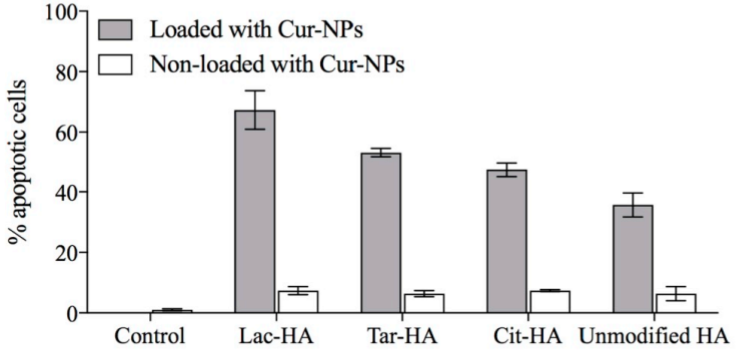 % apoptotic cells
100
80
60
40
20
0
Loaded with Cur-NPs
Non-loaded with Cur-NPs
Control Lac-HA Tar-HA Cit-HA Unmodified HA